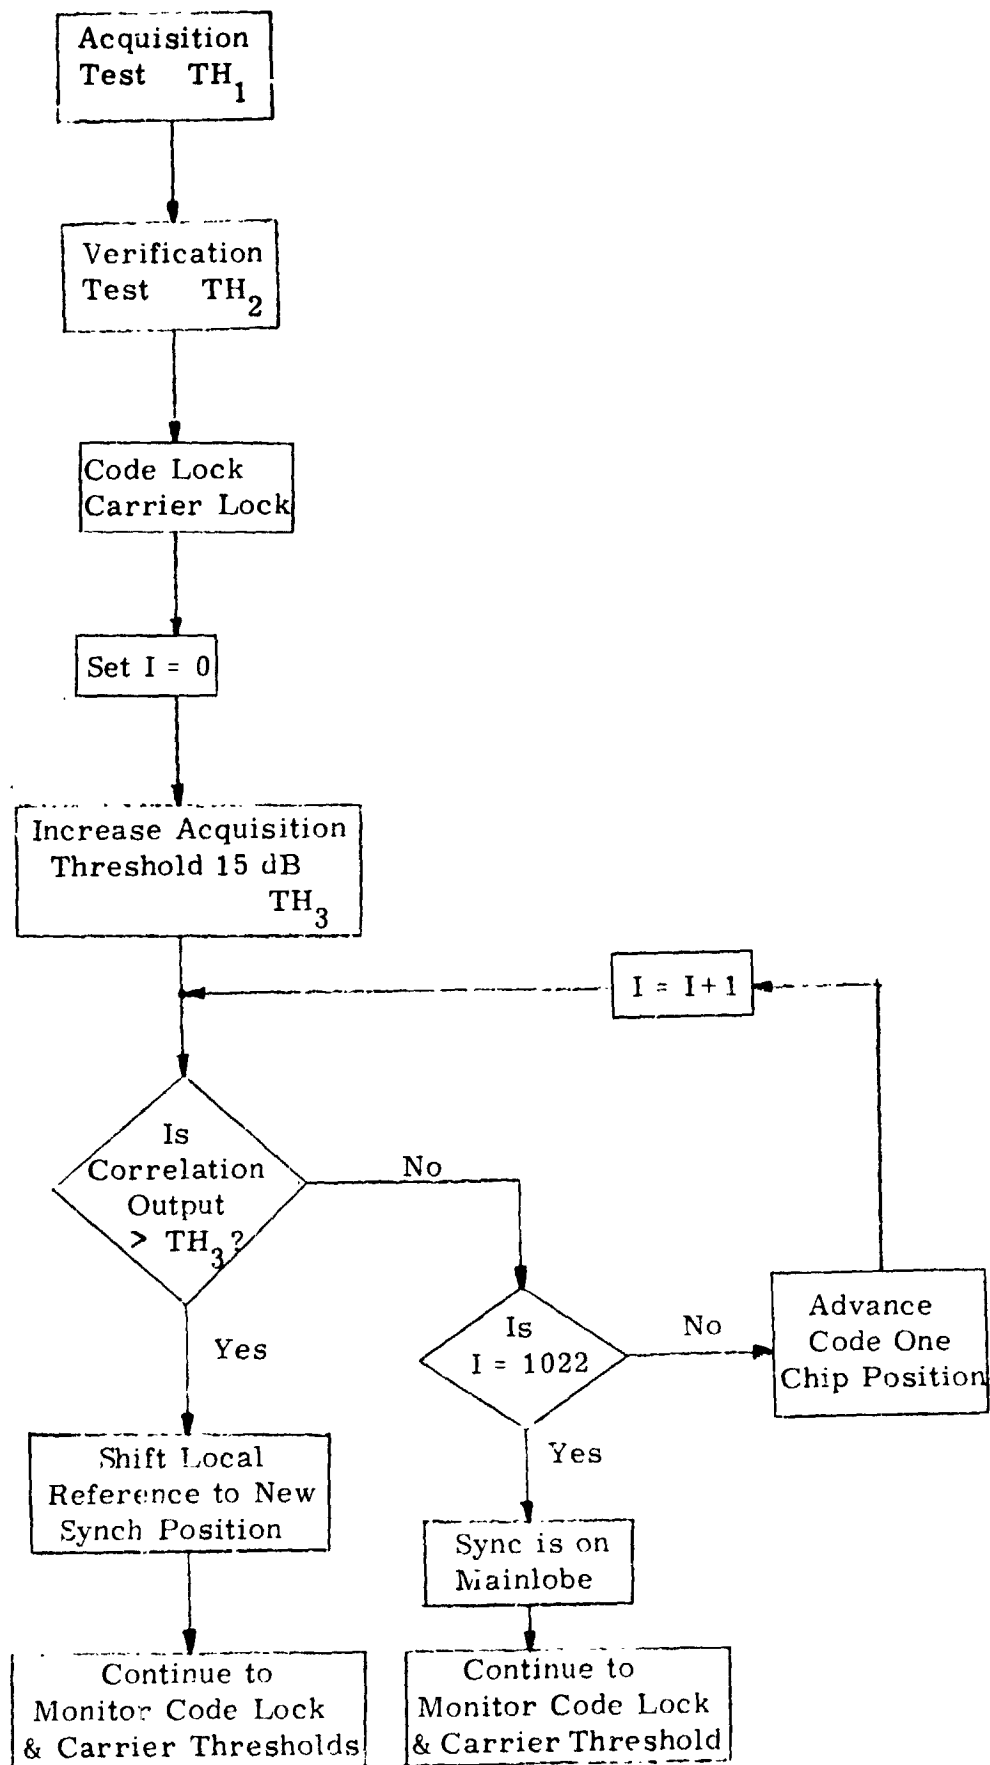 Acquisition
Test TH1
Verification
Test TH2
Code Lock
Carrier Lock
Set I = 0
Increase Acquisition
Threshold 15 dB
TH3
I = I+1
Is
Correlation
Output
> TH3?
No
Yes
Is
I = 1022
No
Yes
Advance
Code One
Chip Position
Shift Local
Reference to New
Synch Position
Sync is on
Mainlobe
Continue to
Monitor Code Lock
& Carrier Thresholds
Continue to
Monitor Code Lock
& Carrier Threshold